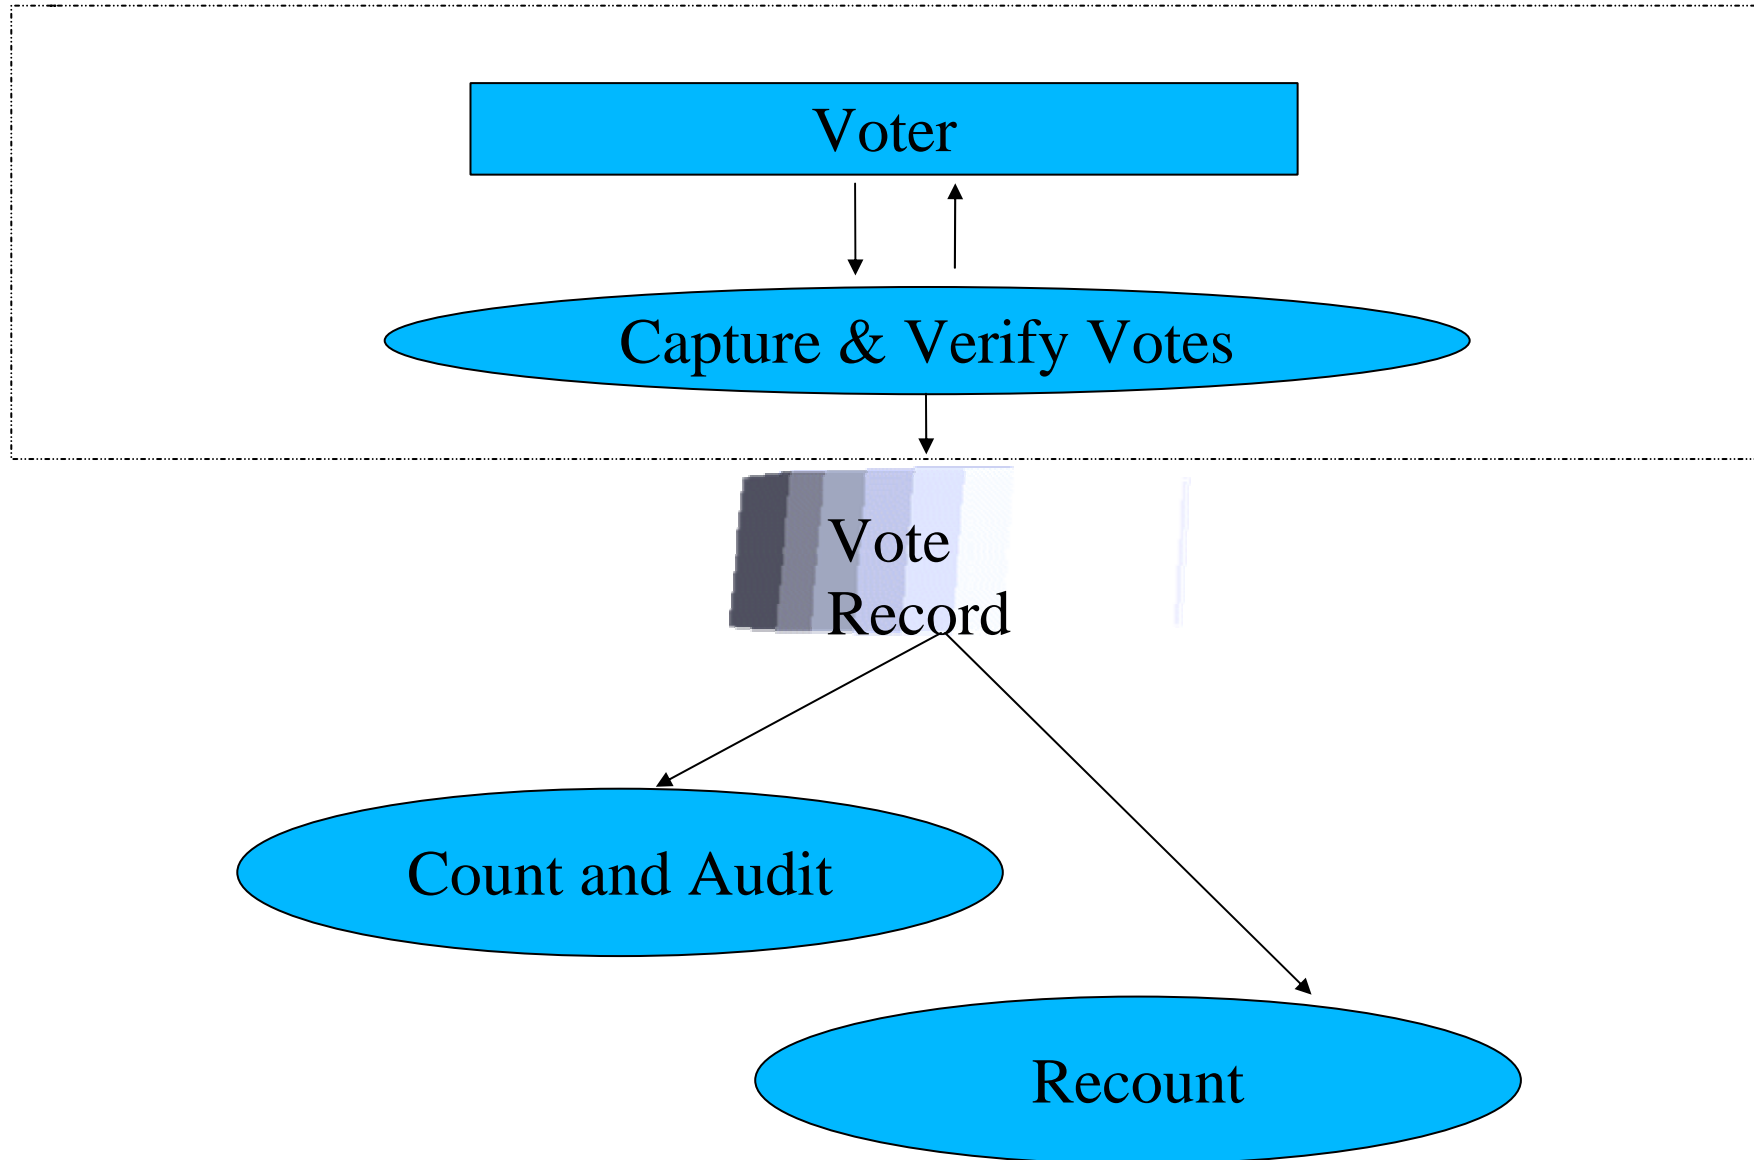 Voter
Capture & Verify Votes
Vote
Record
Count and Audit
Recount